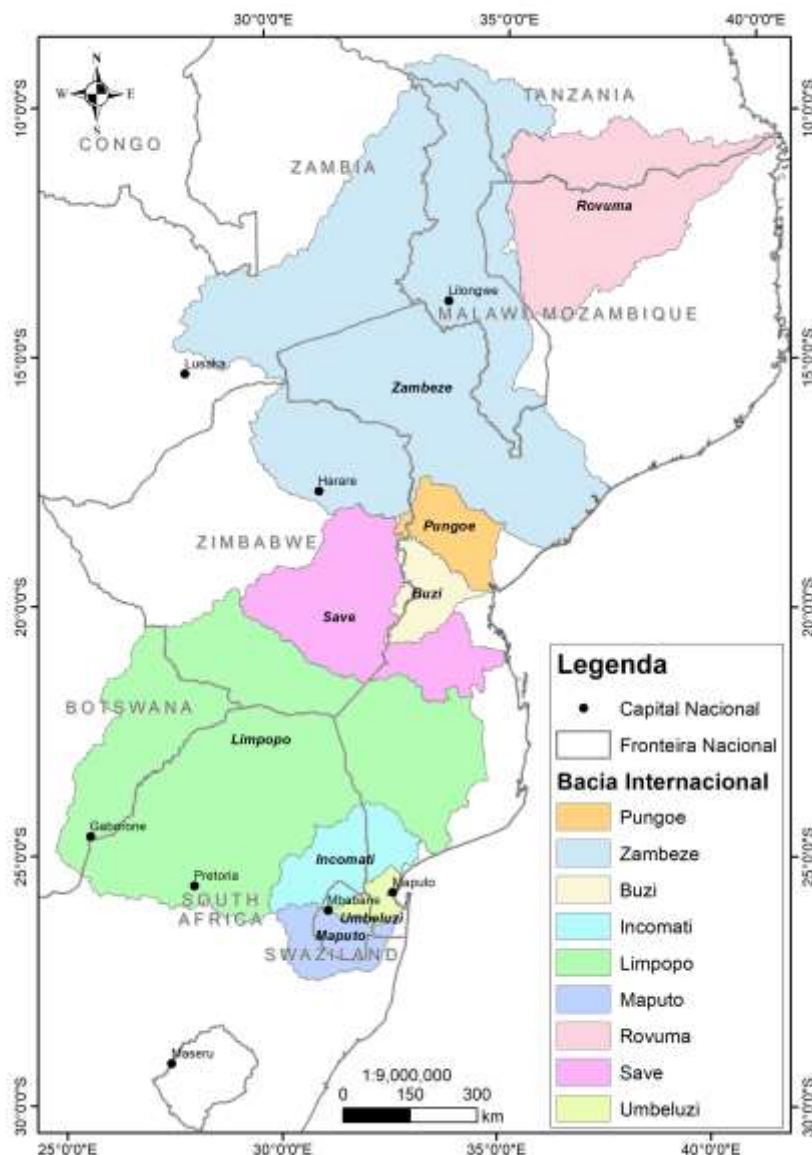 30°0'0"E
35°0'0"E
40°0'0"E
N
W
E
S
10°0'0"S
10°0'0"S
TANZANIA
CONGO
ZAMBIA
Rovuma
Lilongwe
MALAWI
MOZAMBIQUE
15°0'0"S
15°0'0"S
Lusaka
Zambeze
Harare
Pungoe
ZIMBABWE
Buzi
20°0'0"S
20°0'0"S
Save
Legenda
Capital Nacional
BOTSWANA
Limpopo
Fronteira Nacional
Bacia Internacional
Pungoe
Gaborone
Zambeze
25°0'0"S
25°0'0"S
Incomati
Pretoria
Maputo
Buzi
SOUTH
AFRICA
Mbabane
Umbeluzi
Incomati
Maputo
SWAZILAND
Limpopo
Maputo
Rovuma
Maseru
1:9,000,000
Save
0
150
300
km
Umbeluzi
30°0'0"S
30°0'0"S
25°0'0"E
30°0'0"E
35°0'0"E
40°0'0"E